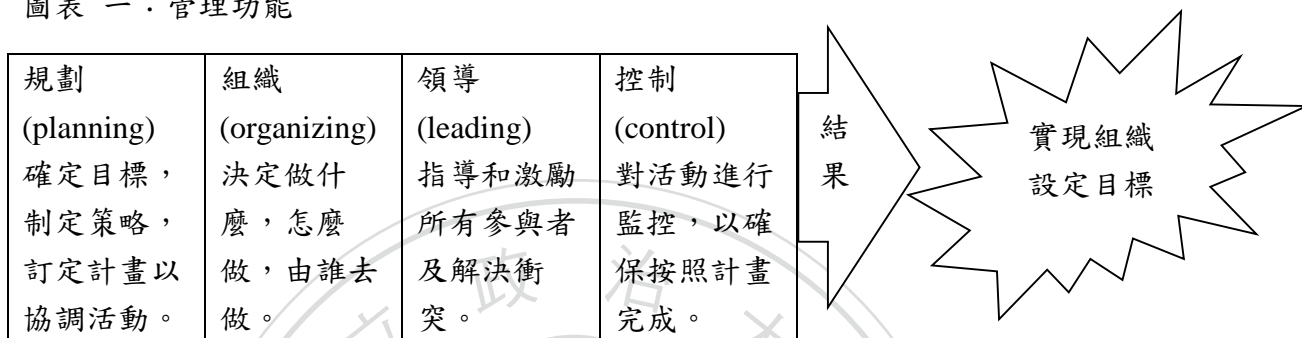 圖表 一：管理功能
規劃
(planning)
確定目標，
制定策略，
訂定計畫以
協調活動。
組織
(organizing)
決定做什
麼，怎麼
做，由誰去
做。
領導
(leading)
指導和激勵
所有參與者
及解決衝
突。
控制
(control)
對活動進行
監控，以確
保按照計畫
完成。
結
果
實現組織
設定目標
立 政 治 大